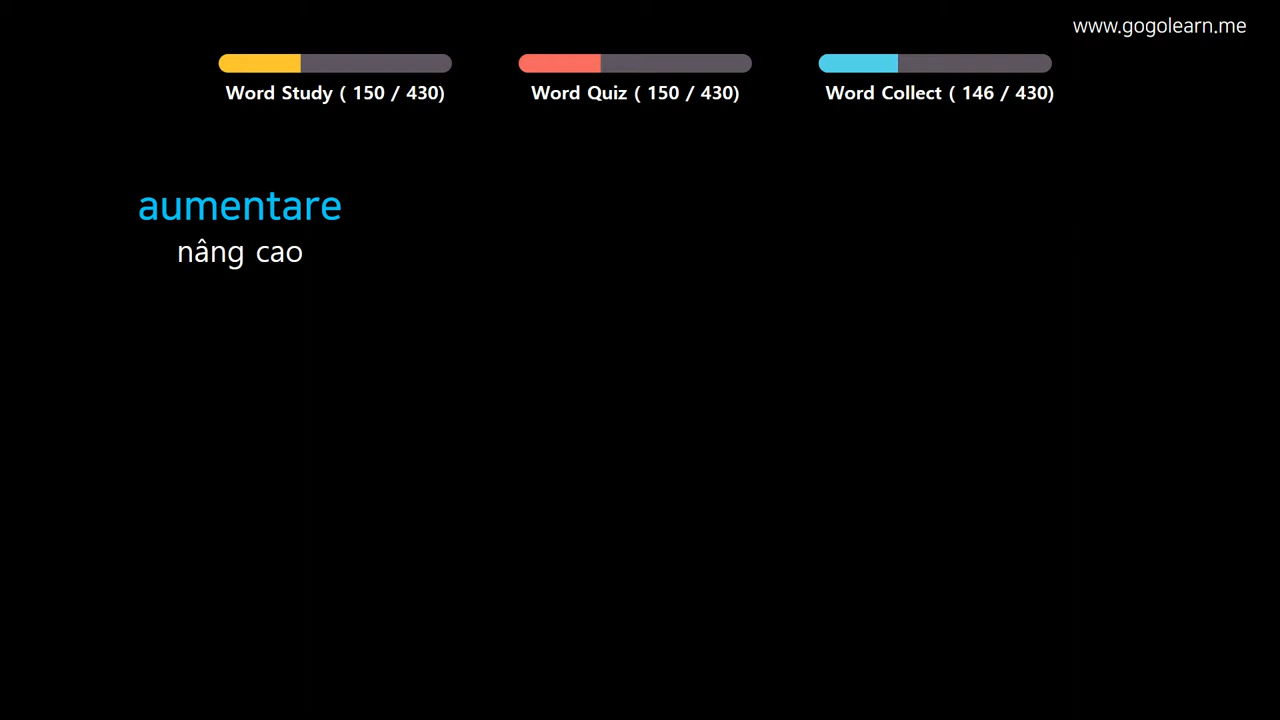 www.gogolearn.me
Word Study ( 150 / 430)
Word Quiz ( 150 / 430)
Word Collect ( 146 / 430)
aumentare
nâng cao